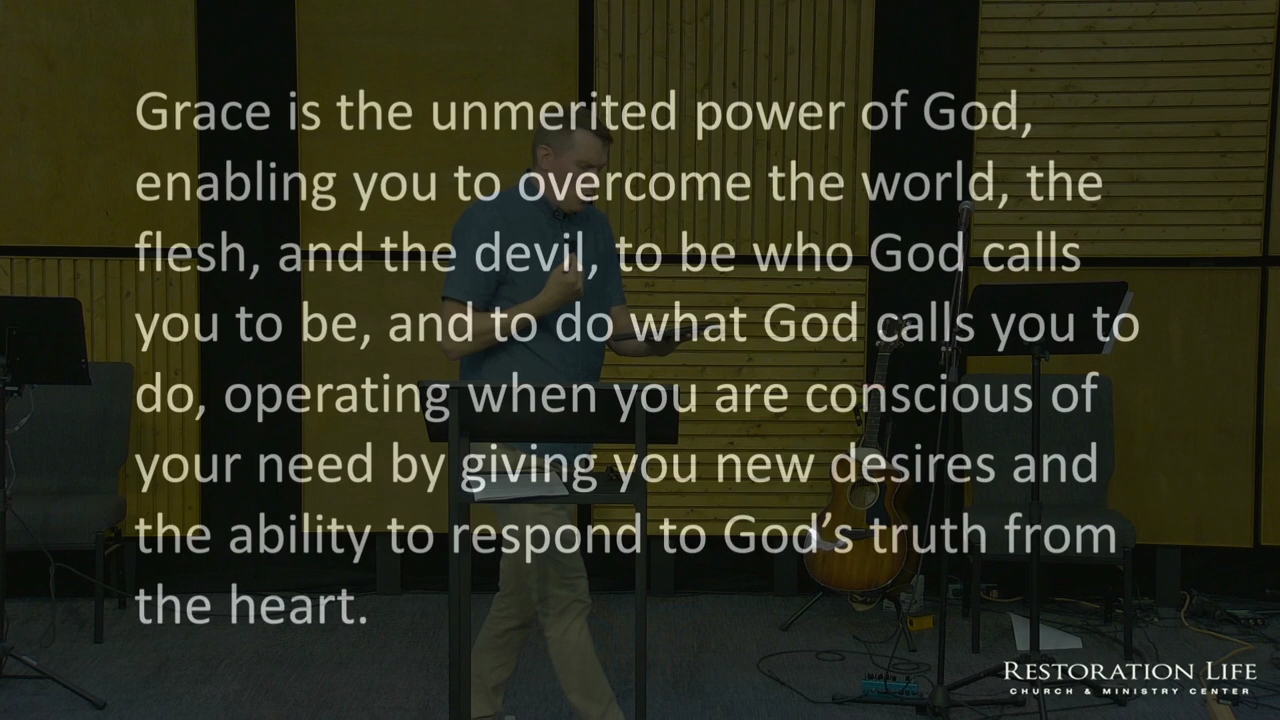 Grace is the unmerited power of God,
enabling you to overcome the world, the
flesh, and the devil, to be who God calls
you to be, and to do what God calls you to
do, operating when you are conscious of
your need by giving you new desires and
the ability to respond to God’s truth from
the heart.
RESTORATION LIFE
CHURCH & MINISTRY CENTER